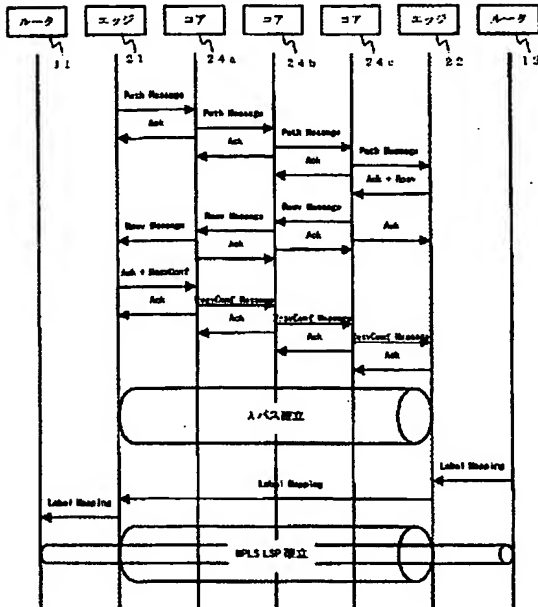 ルータ エッジ コア コア コア エッジ ルータ
11 21 24a 24b 24c 22 12
Path Message
Path Message
Ack
Path Message
Ack
Path Message
Ack
Ack + Resv
Resv Message
Resv Message
Resv Message
Ack
Ack
Ack
Ack + ResvConf
ResvConf Message
Ack
ResvConf Message
Ack
ResvConf Message
Ack
Ack
λパス確立
Label Mapping
Label Mapping
Label Mapping
MPLS LSP 確立